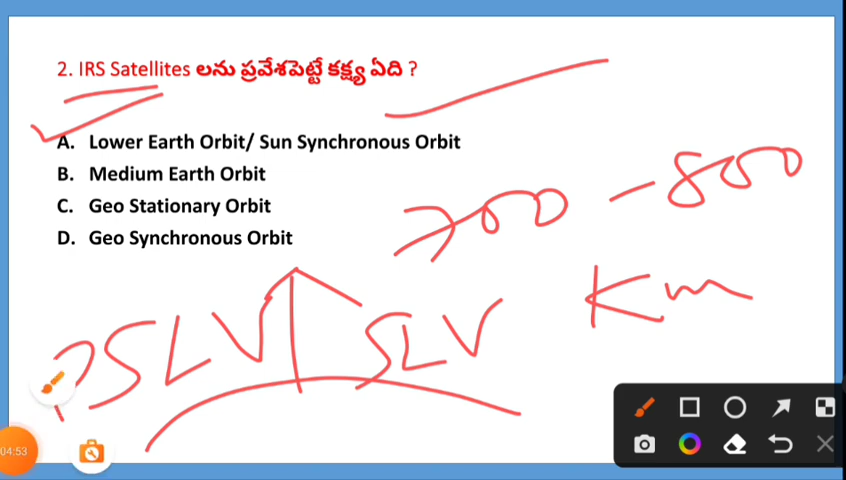 2. IRS Satellites లను ప్రవేశపెట్టే కక్ష్య ఏది ?
A. Lower Earth Orbit/ Sun Synchronous Orbit
B. Medium Earth Orbit
C. Geo Stationary Orbit
D. Geo Synchronous Orbit
700 - 800
Km
PSLV SLV
04:53